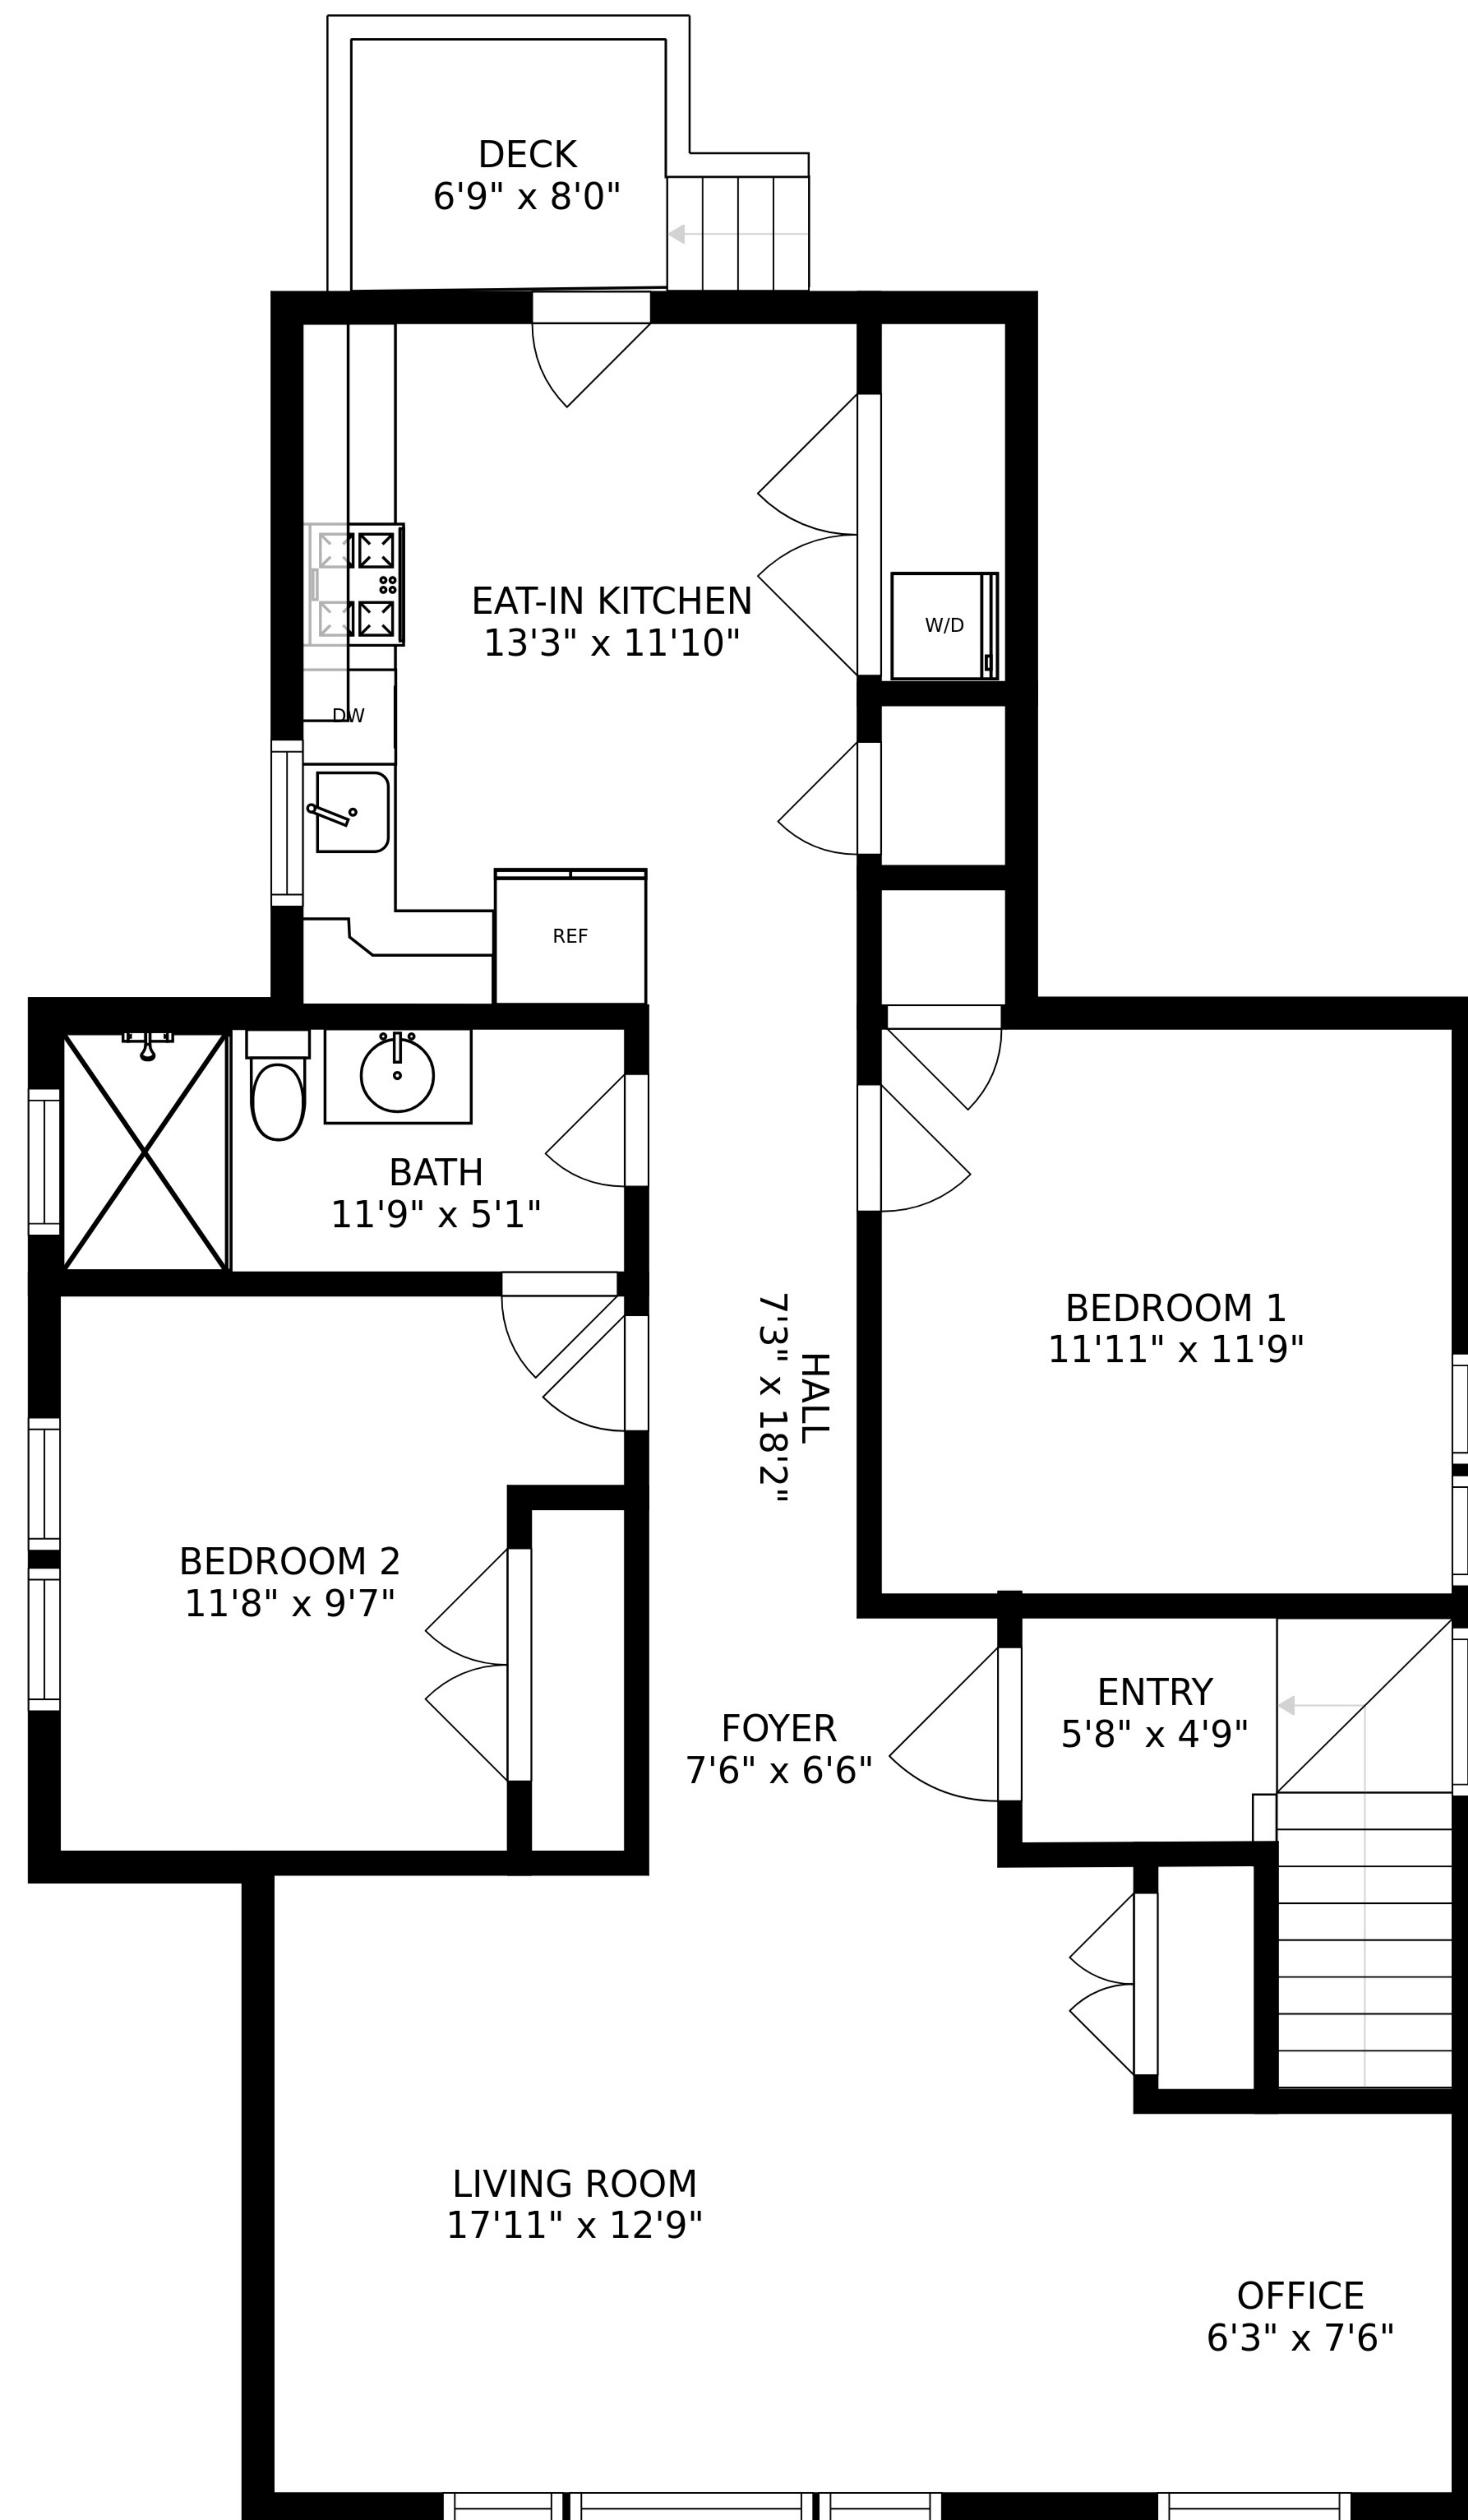 DECK
6'9" x 8'0"
EAT-IN KITCHEN
13'3" x 11'10"
W/D
DW
REF
BATH
11'9" x 5'1"
HALL
7'3" x 18'2"
BEDROOM 1
11'11" x 11'9"
BEDROOM 2
11'8" x 9'7"
FOYER
7'6" x 6'6"
ENTRY
5'8" x 4'9"
LIVING ROOM
17'11" x 12'9"
OFFICE
6'3" x 7'6"